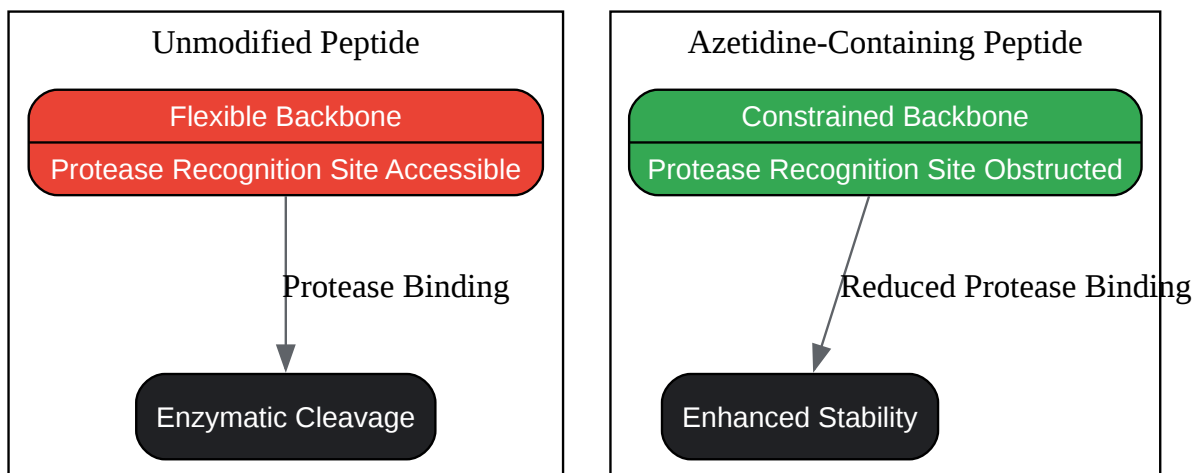 Unmodified Peptide
Flexible Backbone
Protease Recognition Site Accessible
Protease Binding
Enzymatic Cleavage
Azetidine-Containing Peptide
Constrained Backbone
Protease Recognition Site Obstructed
Reduced Protease Binding
Enhanced Stability